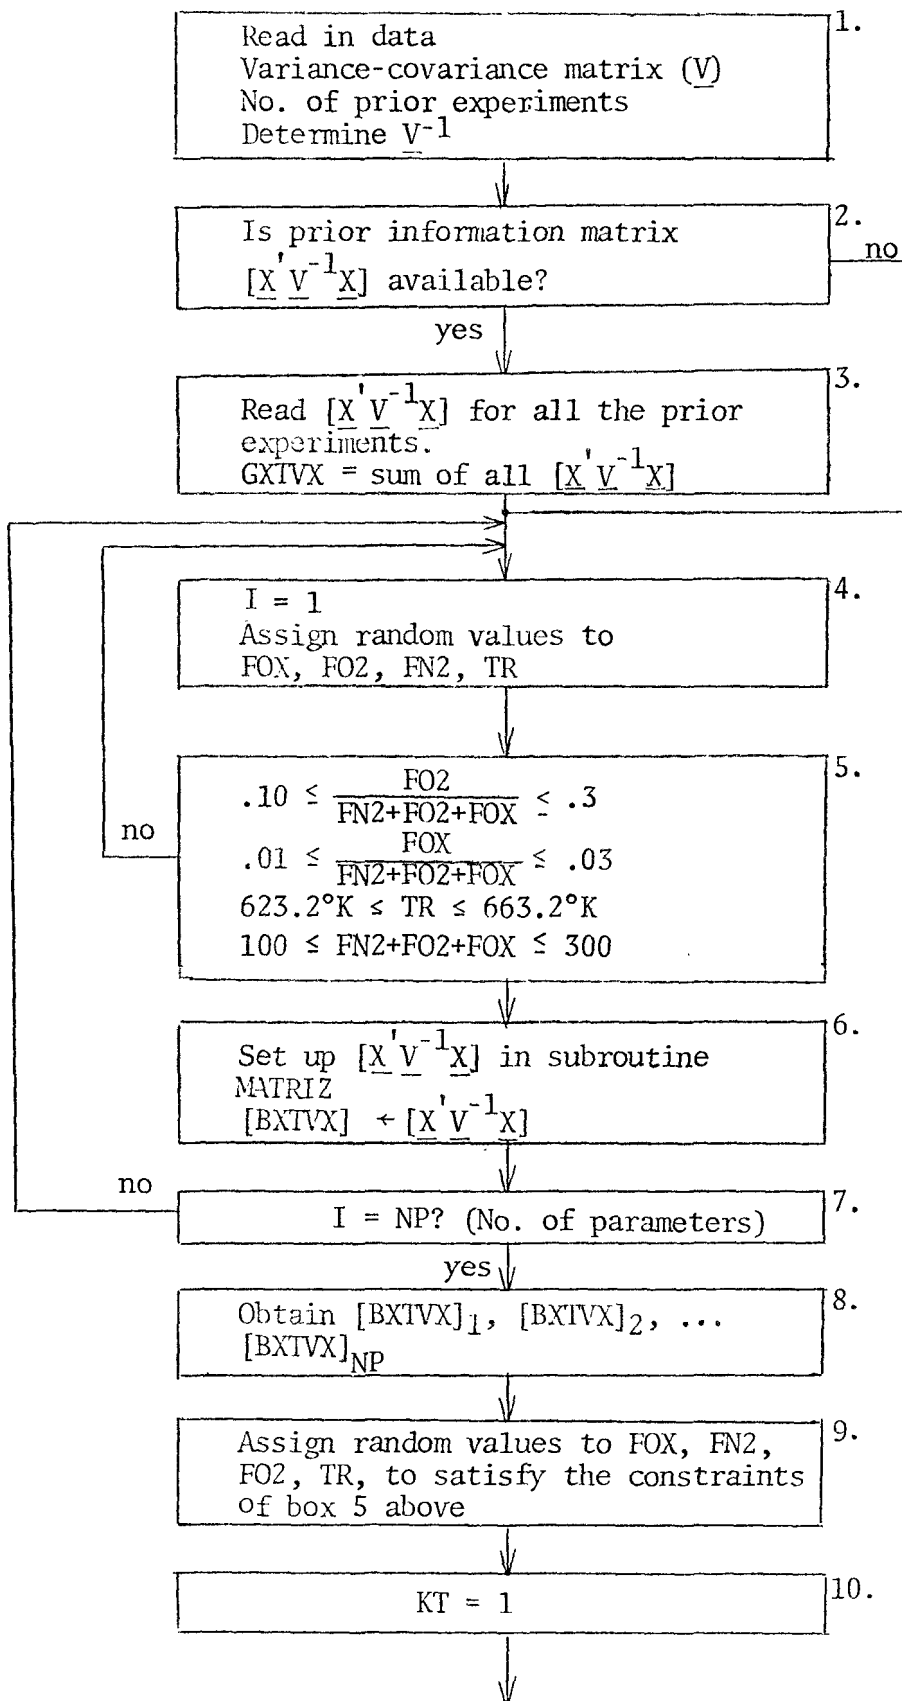 1.
Read in data
Variance-covariance matrix (V)
No. of prior experiments
Determine V⁻¹
2.
Is prior information matrix
[X'V⁻¹X] available?
no
yes
3.
Read [X'V⁻¹X] for all the prior
experiments.
GXTVX = sum of all [X'V⁻¹X]
4.
I = 1
Assign random values to
FOX, FO2, FN2, TR
5.
.10 ≤ FO2 / FN2+FO2+FOX ≤ .3
no
.01 ≤ FOX / FN2+FO2+FOX ≤ .03
623.2°K ≤ TR ≤ 663.2°K
100 ≤ FN2+FO2+FOX ≤ 300
6.
Set up [X'V⁻¹X] in subroutine
MATRIZ
[BXTVX] ← [X'V⁻¹X]
no
7.
I = NP? (No. of parameters)
yes
8.
Obtain [BXTVX]₁, [BXTVX]₂, ...
[BXTVX]NP
9.
Assign random values to FOX, FN2,
FO2, TR, to satisfy the constraints
of box 5 above
10.
KT = 1